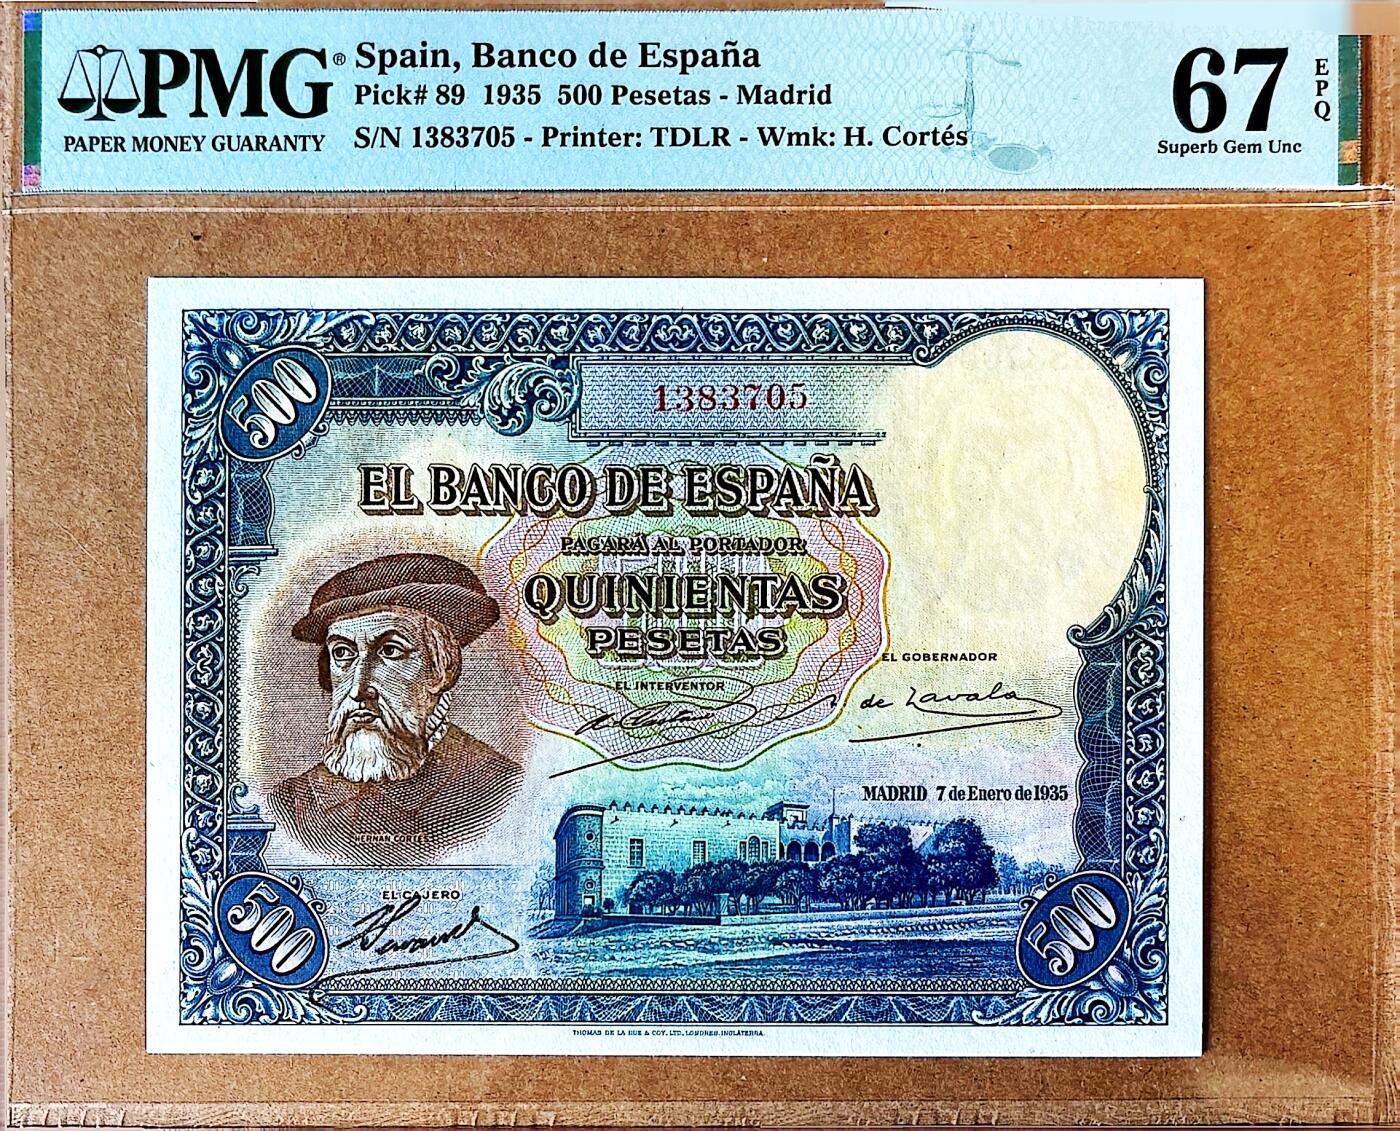 PMG®
PAPER MONEY GUARANTY
Spain, Banco de España
Pick# 89 1935 500 Pesetas - Madrid
S/N 1383705 - Printer: TDLR - Wmk: H. Cortés
67
EPQ
Superb Gem Unc
500
1383705
EL BANCO DE ESPAÑA
PAGARÁ AL PORTADOR
QUINIENTAS
PESETAS
EL INTERVENTOR
EL GOBERNADOR
de Zavala
MADRID 7 de Enero de 1935
HERNAN CORTES
EL CAJERO
500
500
THOMAS DE LA RUE & COY. LTD. LONDRES. INGLATERRA.